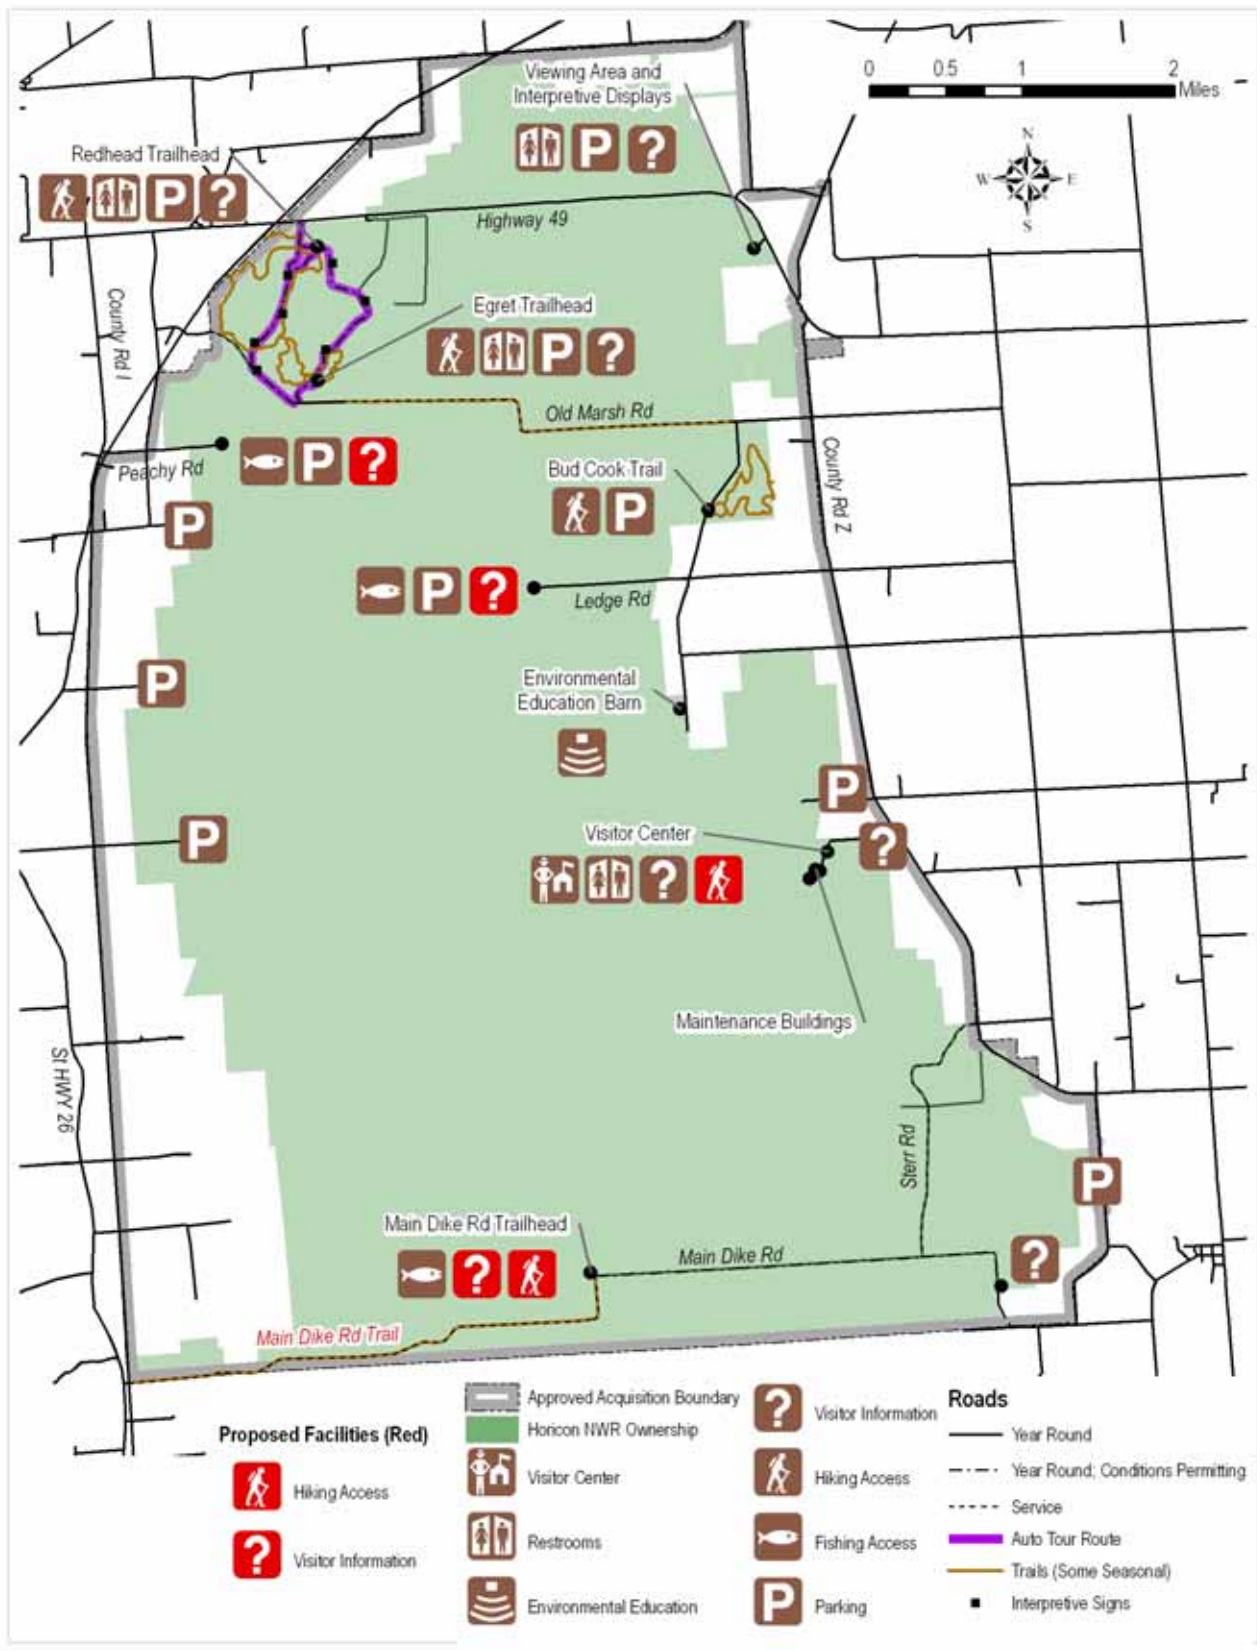 Viewing Area and
Interpretive Displays
0 0.5 1 2
Miles
N
W E
S
Redhead Trailhead
P ?
P ?
Highway 49
County Rd I
Egret Trailhead
P ?
Old Marsh Rd
Peachy Rd
P ?
Bud Cook Trail
P
County Rd Z
P
P ?
Ledge Rd
Environmental
Education Barn
P
P
Visitor Center
?
P
?
Maintenance Buildings
St HWY 26
Sterr Rd
P
Main Dike Rd Trailhead
Main Dike Rd
?
?
Main Dike Rd Trail
Proposed Facilities (Red)
Hiking Access
?
Visitor Information
Approved Acquisition Boundary
Horicon NWR Ownership
Visitor Center
Restrooms
Environmental Education
?
Visitor Information
Hiking Access
Fishing Access
P
Parking
Roads
Year Round
Year Round; Conditions Permitting
Service
Auto Tour Route
Trails (Some Seasonal)
Interpretive Signs